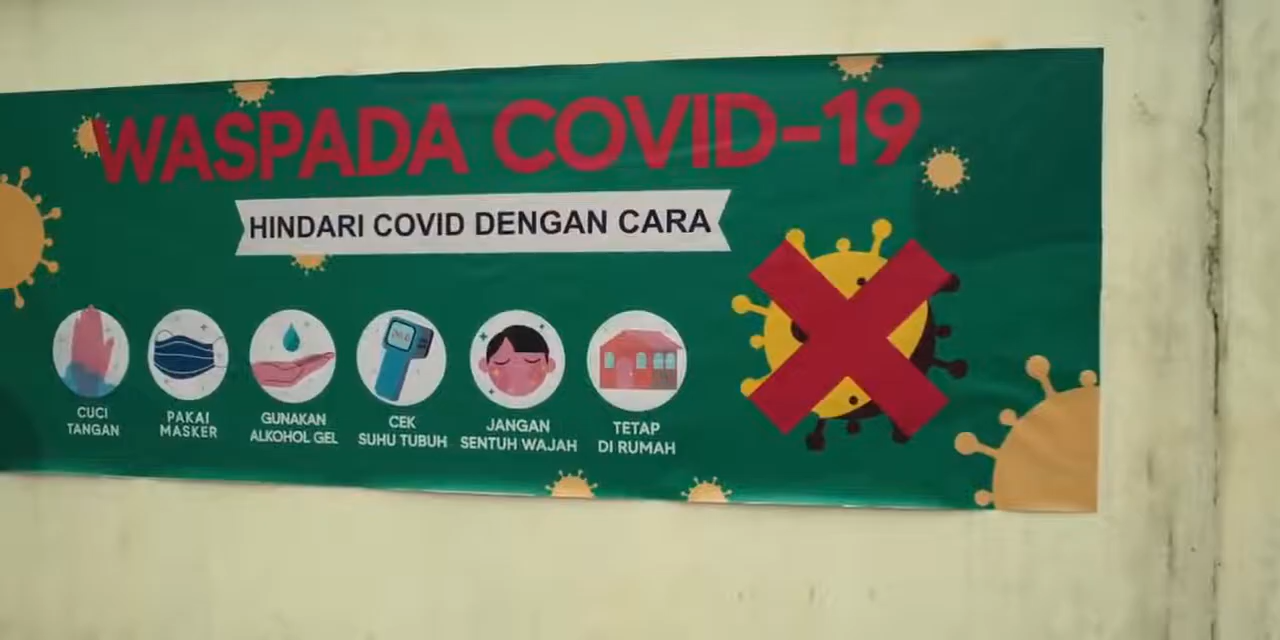 WASPADA COVID-19
HINDARI COVID DENGAN CARA
CUCI
TANGAN
PAKAI
MASKER
GUNAKAN
ALKOHOL GEL
CEK
SUHU TUBUH
JANGAN
SENTUH WAJAH
TETAP
DI RUMAH